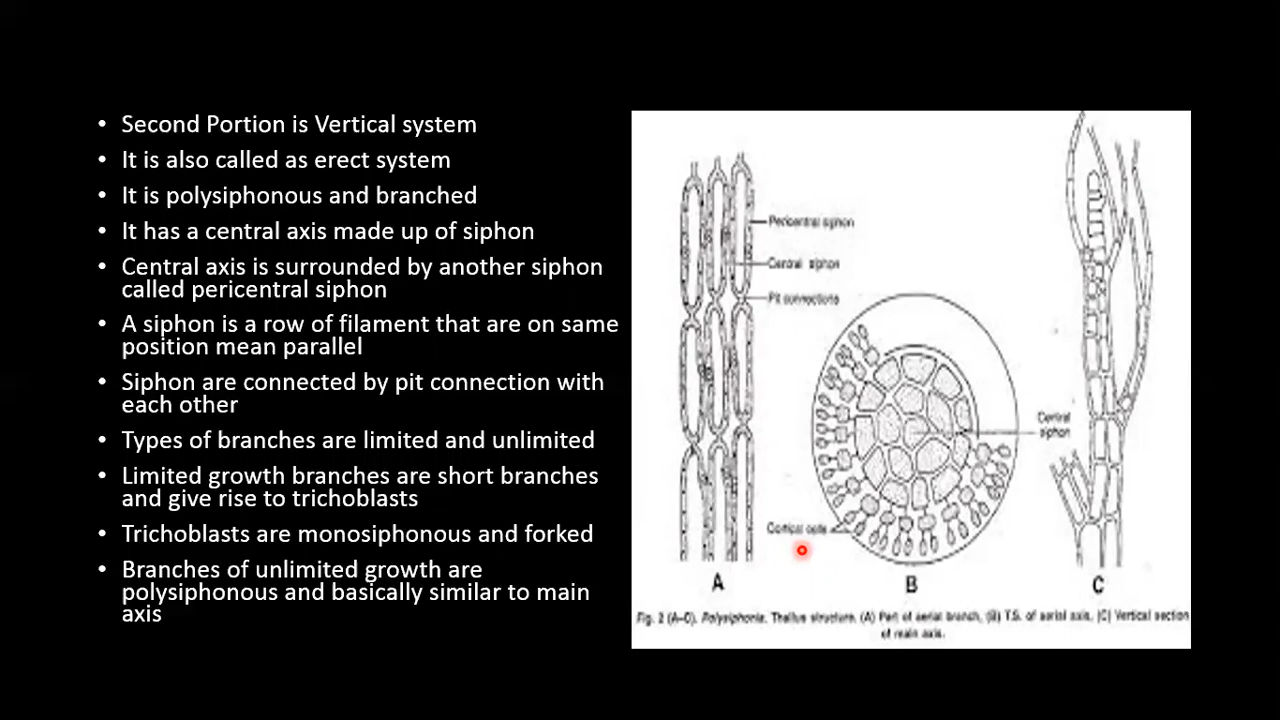 • Second Portion is Vertical system
• It is also called as erect system
• It is polysiphonous and branched
• It has a central axis made up of siphon
• Central axis is surrounded by another siphon
called pericentral siphon
• A siphon is a row of filament that are on same
position mean parallel
• Siphon are connected by pit connection with
each other
• Types of branches are limited and unlimited
• Limited growth branches are short branches
and give rise to trichoblasts
• Trichoblasts are monosiphonous and forked
• Branches of unlimited growth are
polysiphonous and basically similar to main
axis
Pericentral siphon
Central siphon
Pit connections
Central
siphon
Cortical cells
A
B
C
Fig. 2 (A-C). Polysiphonia. Thallus structure. (A) Part of aerial branch, (B) T.S. of aerial axis, (C) Vertical section
of main axis.